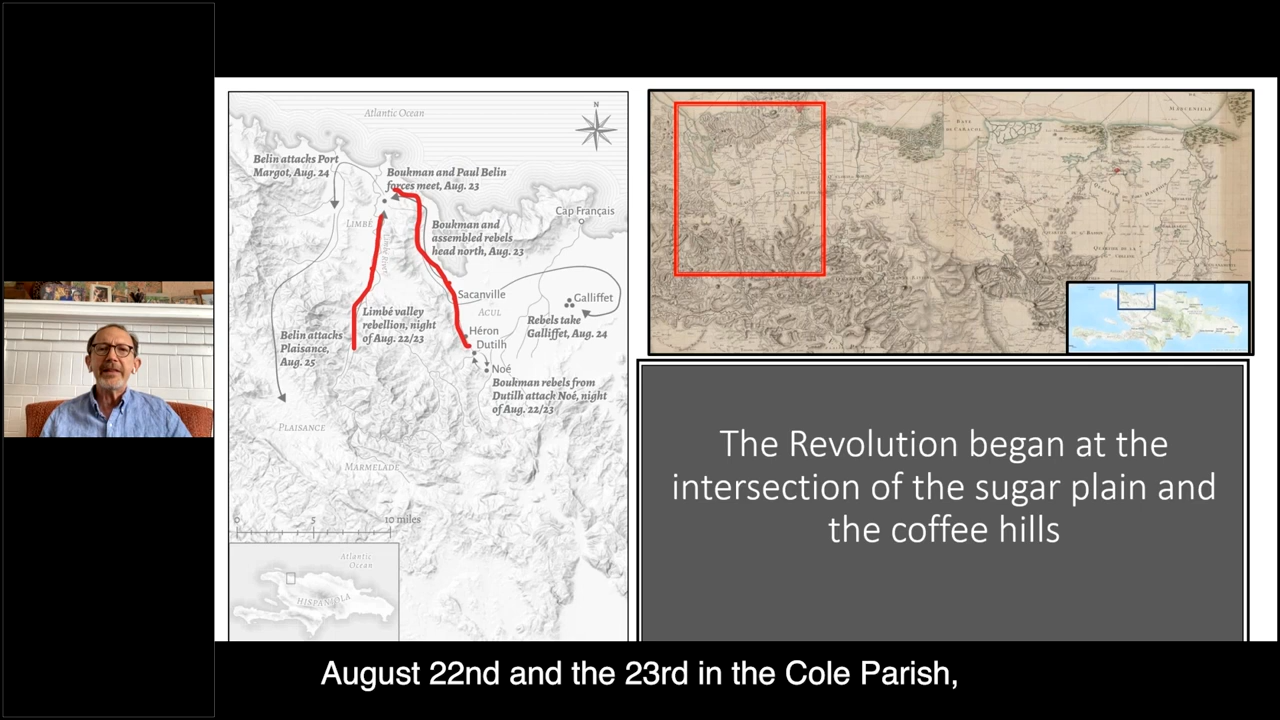 Atlantic Ocean
N
Belin attacks Port
Margot, Aug. 24
Boukman and Paul Belin
forces meet, Aug. 23
LIMBÉ
Cap Français
Boukman and
assembled rebels
head north, Aug. 23
Sacanville
ACUL
Galliffet
Rebels take
Galliffet, Aug. 24
Limbé valley
rebellion, night
of Aug. 22/23
Héron
Dutilh
Belin attacks
Plaisance,
Aug. 25
Noé
Boukman rebels from
Dutilh attack Noé, night
of Aug. 22/23
PLAISANCE
MARMELADE
0 5 10 miles
Atlantic
Ocean
HISPANIOLA
MANCENILLE
The Revolution began at the
intersection of the sugar plain and
the coffee hills
August 22nd and the 23rd in the Cole Parish,